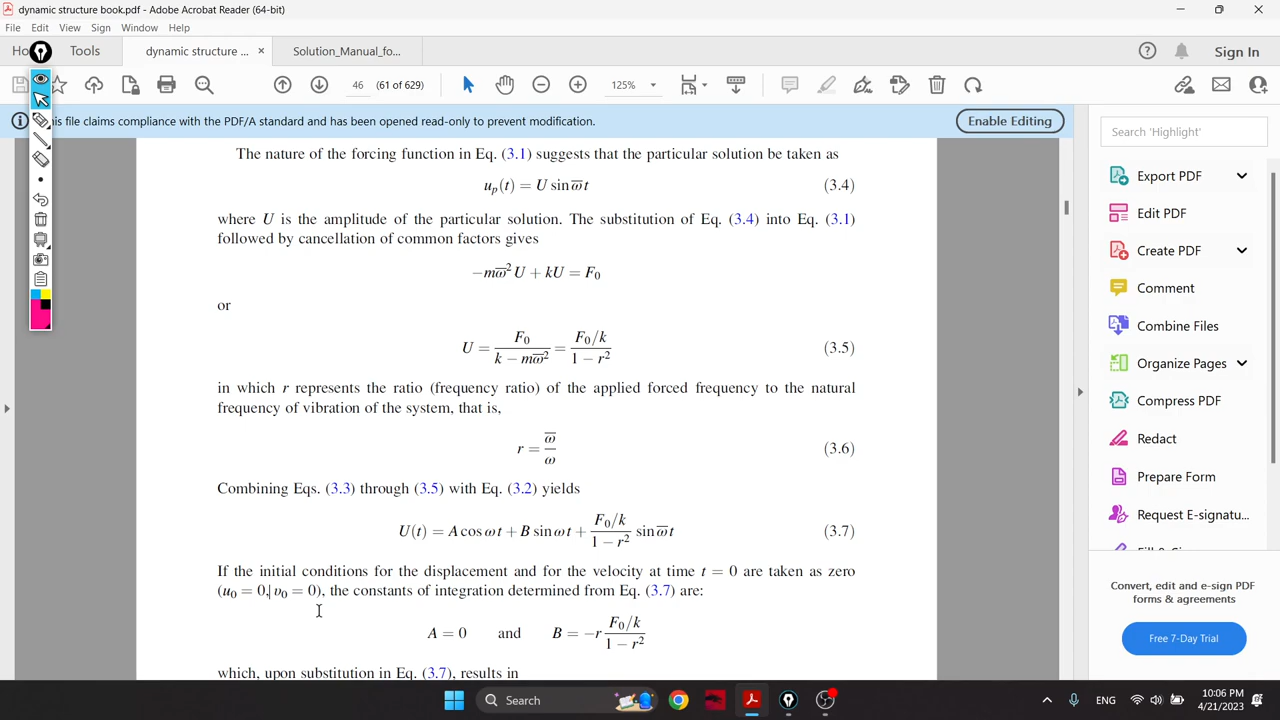 dynamic structure book.pdf - Adobe Acrobat Reader (64-bit)
File Edit View Sign Window Help
Ho Tools dynamic structure ... × Solution_Manual_fo... Sign In
46 (61 of 629) 125%
is file claims compliance with the PDF/A standard and has been opened read-only to prevent modification. Enable Editing
The nature of the forcing function in Eq. (3.1) suggests that the particular solution be taken as
uₚ(t) = U sin ω̅t (3.4)
where U is the amplitude of the particular solution. The substitution of Eq. (3.4) into Eq. (3.1)
followed by cancellation of common factors gives
−mω̅² U + kU = F₀
or
U = F₀ / (k − mω̅²) = (F₀/k) / (1 − r²) (3.5)
in which r represents the ratio (frequency ratio) of the applied forced frequency to the natural
frequency of vibration of the system, that is,
r = ω̅ / ω (3.6)
Combining Eqs. (3.3) through (3.5) with Eq. (3.2) yields
U(t) = A cos ω t + B sin ω t + (F₀/k) / (1 − r²) sin ω̅ t (3.7)
If the initial conditions for the displacement and for the velocity at time t = 0 are taken as zero
(u₀ = 0, v₀ = 0), the constants of integration determined from Eq. (3.7) are:
A = 0 and B = −r (F₀/k) / (1 − r²)
which, upon substitution in Eq. (3.7), results in
Search 'Highlight'
Export PDF
Edit PDF
Create PDF
Comment
Combine Files
Organize Pages
Compress PDF
Redact
Prepare Form
Request E-signatu...
Convert, edit and e-sign PDF
forms & agreements
Free 7-Day Trial
Search
ENG
10:06 PM
4/21/2023